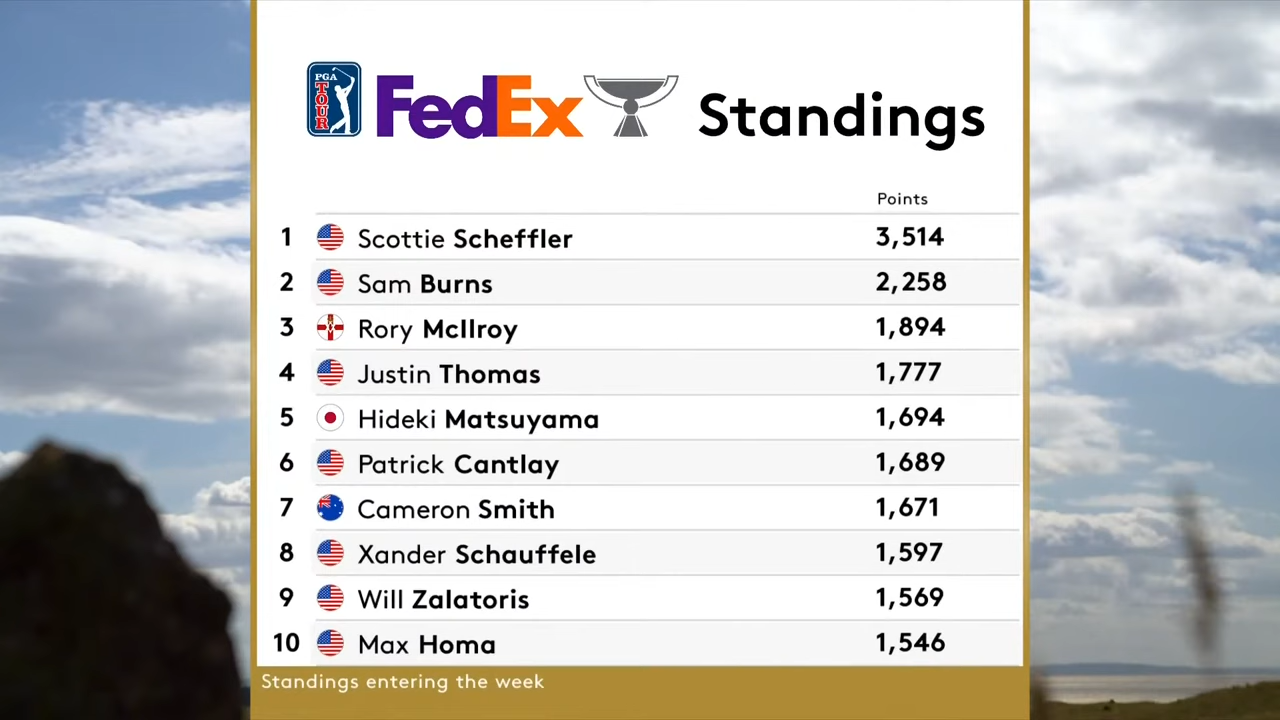 PGA TOUR FedEx Standings
Points
1 Scottie Scheffler 3,514
2 Sam Burns 2,258
3 Rory McIlroy 1,894
4 Justin Thomas 1,777
5 Hideki Matsuyama 1,694
6 Patrick Cantlay 1,689
7 Cameron Smith 1,671
8 Xander Schauffele 1,597
9 Will Zalatoris 1,569
10 Max Homa 1,546
Standings entering the week